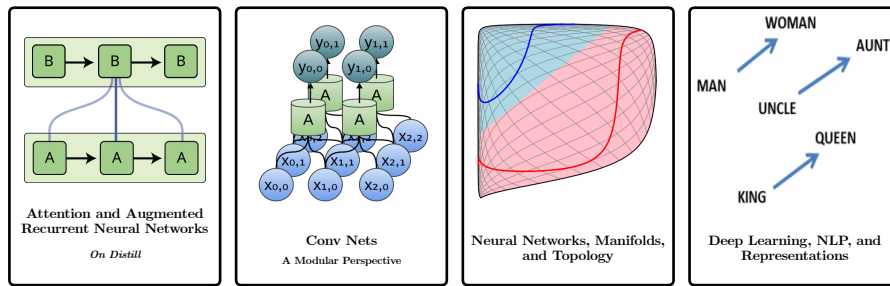 B B B
A A A
Attention and Augmented
Recurrent Neural Networks
On Distill
y0,1 y1,1
y0,0 y1,0
A A
A A
x2,2
x0,1 x1,1 x2,1
x0,0 x1,0 x2,0
Conv Nets
A Modular Perspective
Neural Networks, Manifolds,
and Topology
WOMAN
AUNT
MAN
UNCLE
QUEEN
KING
Deep Learning, NLP, and
Representations